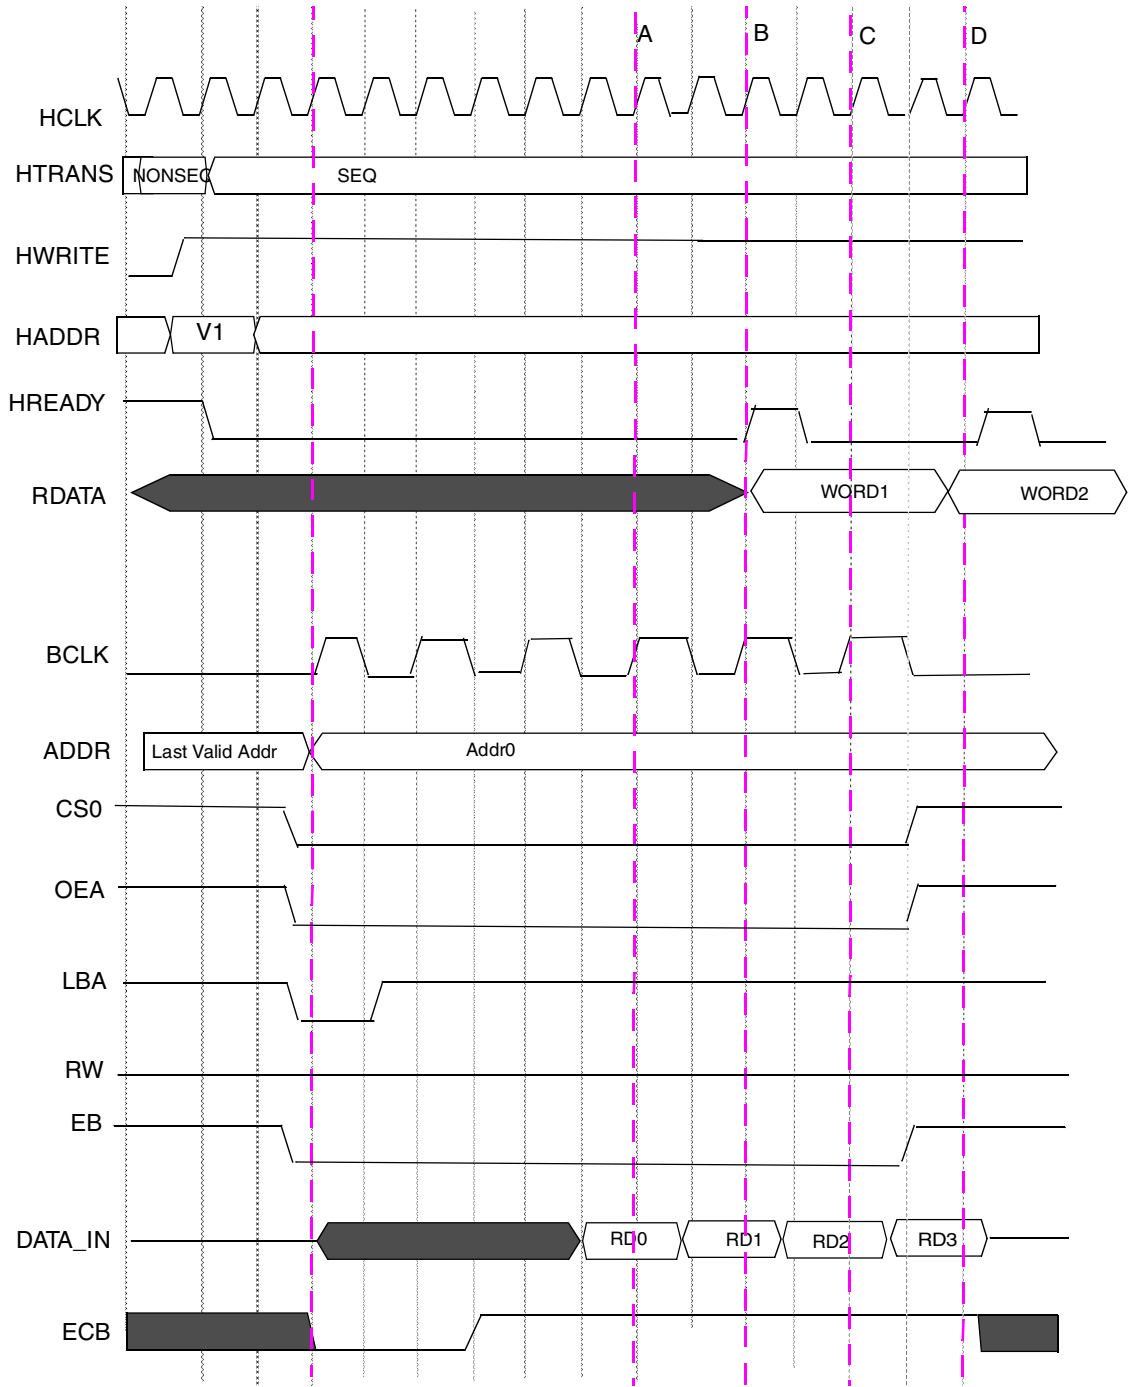 A B C D
HCLK
HTRANS NONSEQ SEQ
HWRITE
HADDR V1
HREADY
RDATA WORD1 WORD2
BCLK
ADDR Last Valid Addr Addr0
CS0
OEA
LBA
RW
EB
DATA_IN RD0 RD1 RD2 RD3
ECB